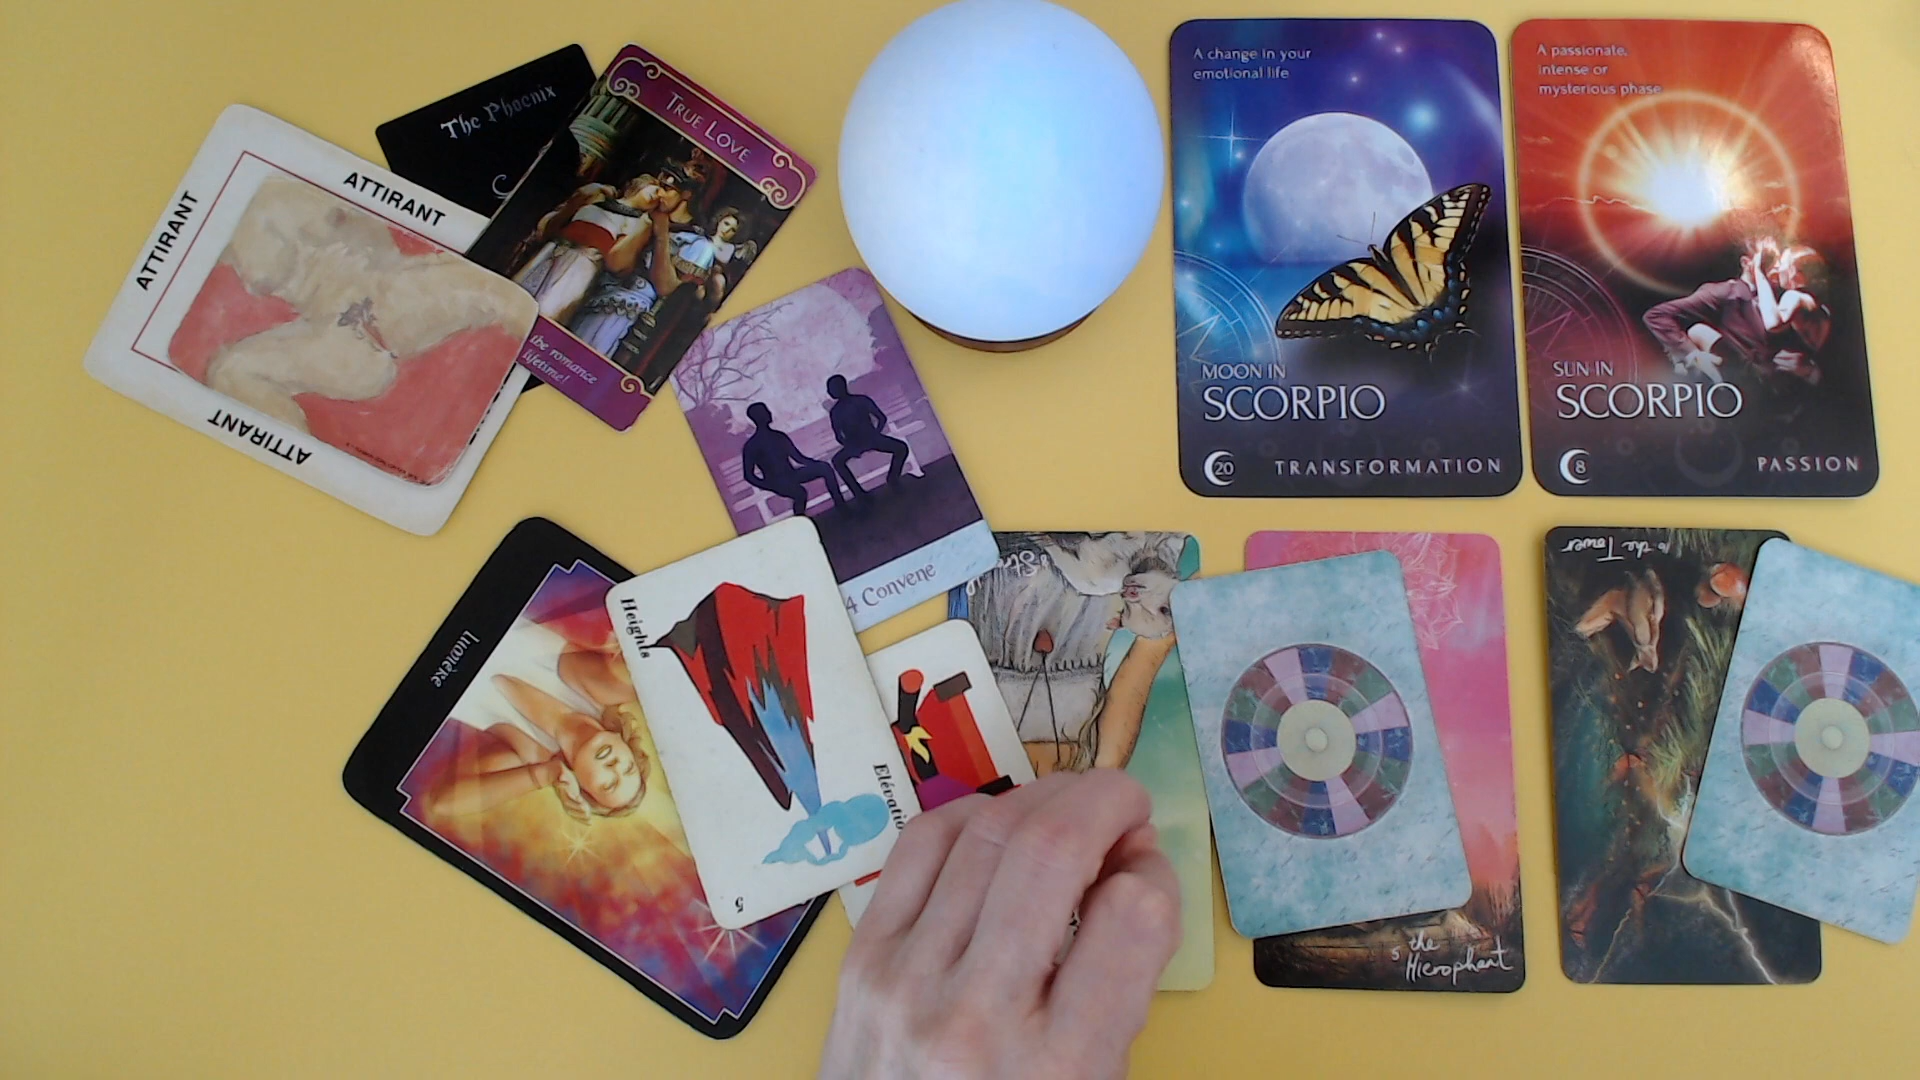 The Phoenix
TRUE LOVE
the romance
lifetime!
ATTIRANT
ATTIRANT
ATTIRANT
A change in your
emotional life
MOON IN
SCORPIO
20
TRANSFORMATION
A passionate,
intense or
mysterious phase
SUN IN
SCORPIO
8
PASSION
4 Convene
Lumière
Heights
Elévatio
5
5 the
Hierophant
16 the Tower